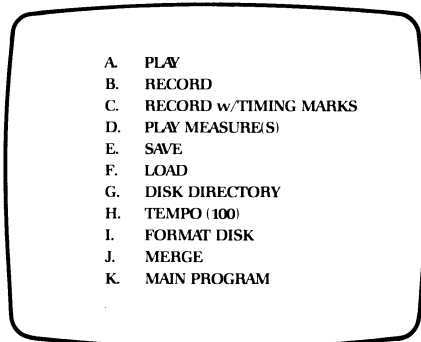 A. PLAY
B. RECORD
C. RECORD w/TIMING MARKS
D. PLAY MEASURE(S)
E. SAVE
F. LOAD
G. DISK DIRECTORY
H. TEMPO (100)
I. FORMAT DISK
J. MERGE
K. MAIN PROGRAM